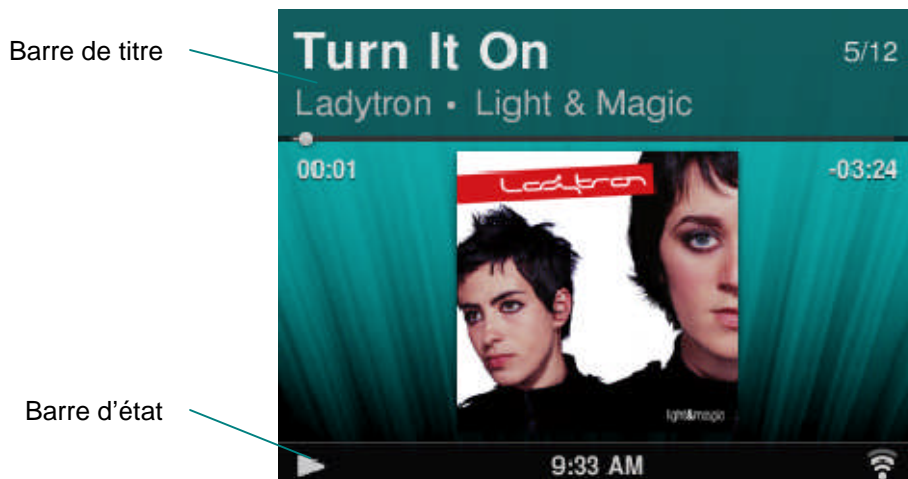 Barre de titre
Turn It On
5/12
Ladytron • Light & Magic
00:01
-03:24
Ladytron
light&magic
Barre d’état
9:33 AM